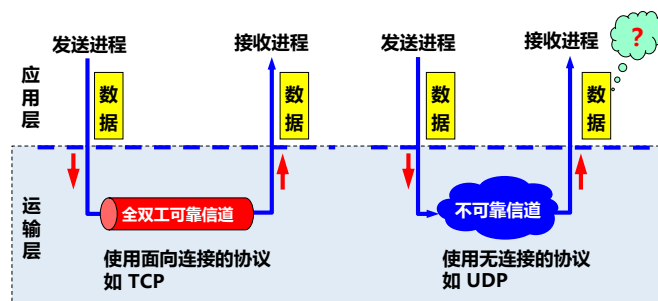 发送进程
接收进程
发送进程
接收进程
?
应用层
数据
数据
数据
数据
运输层
全双工可靠信道
不可靠信道
使用面向连接的协议
如 TCP
使用无连接的协议
如 UDP